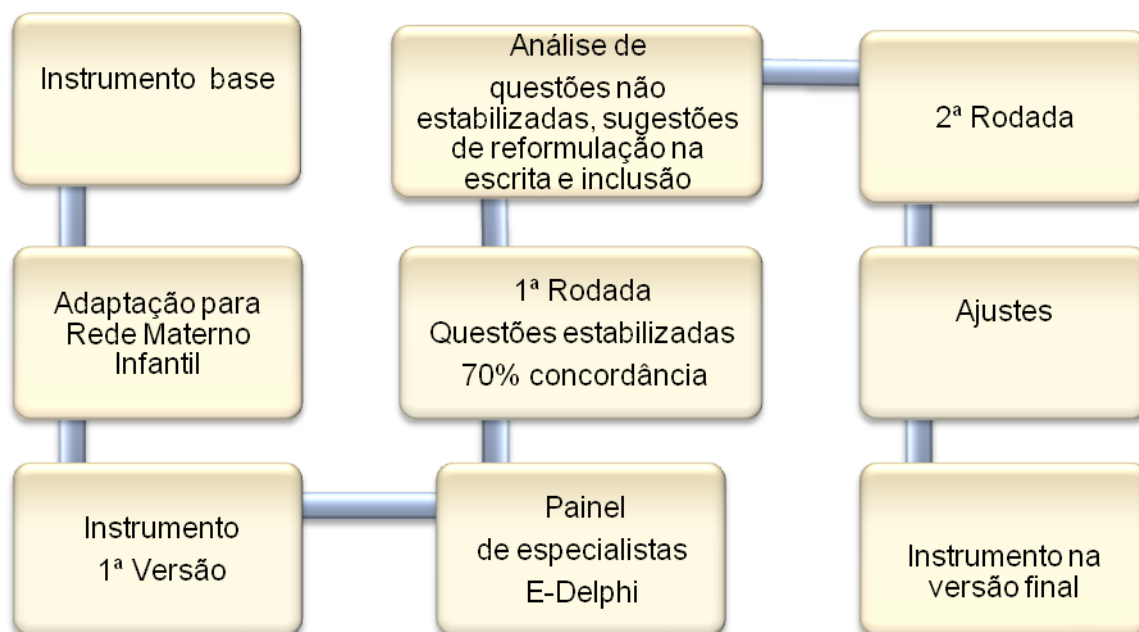 Instrumento base
Adaptação para
Rede Materno
Infantil
Instrumento
1ª Versão
Painel
de especialistas
E-Delphi
1ª Rodada
Questões estabilizadas
70% concordância
Análise de
questões não
estabilizadas, sugestões
de reformulação na
escrita e inclusão
2ª Rodada
Ajustes
Instrumento na
versão final